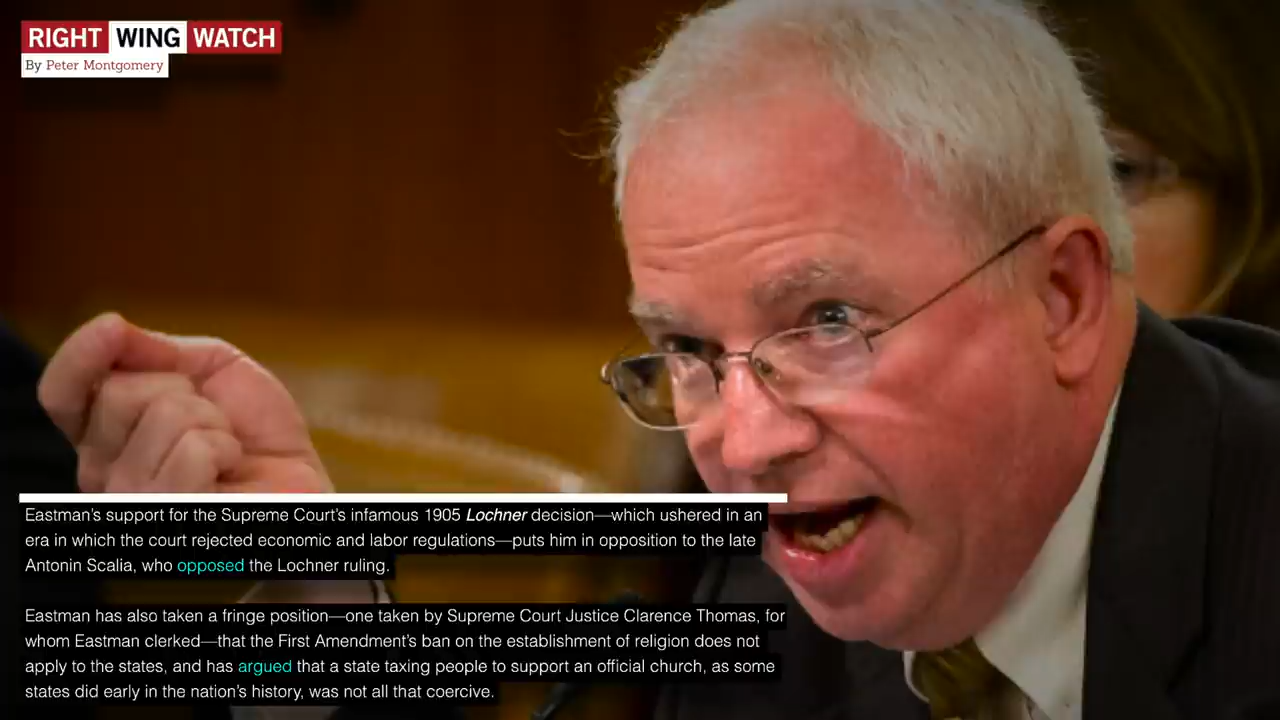 RIGHT WING WATCH
By Peter Montgomery
Eastman's support for the Supreme Court's infamous 1905 Lochner decision—which ushered in an
era in which the court rejected economic and labor regulations—puts him in opposition to the late
Antonin Scalia, who opposed the Lochner ruling.
Eastman has also taken a fringe position—one taken by Supreme Court Justice Clarence Thomas, for
whom Eastman clerked—that the First Amendment's ban on the establishment of religion does not
apply to the states, and has argued that a state taxing people to support an official church, as some
states did early in the nation's history, was not all that coercive.